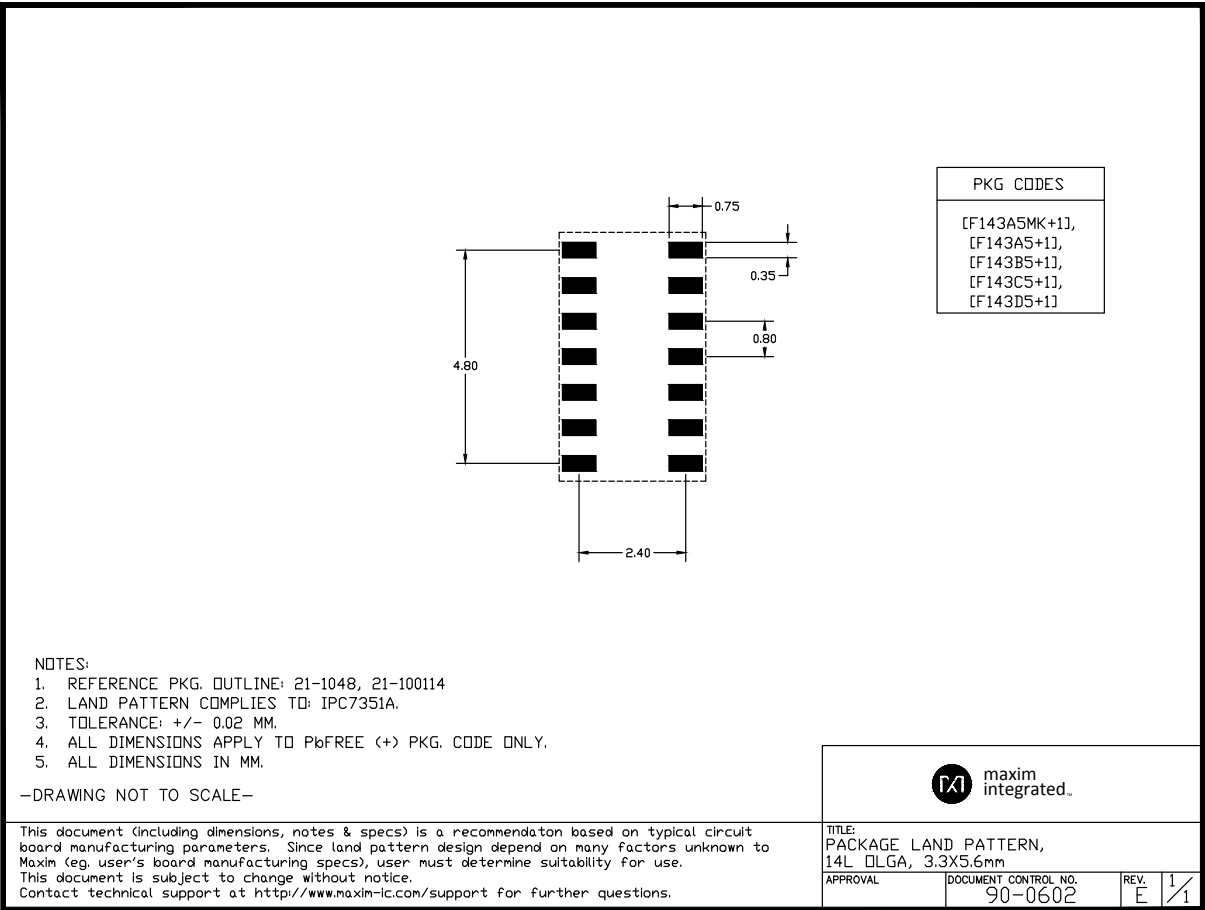 PKG CODES
[F143A5MK+1],
[F143A5+1],
[F143B5+1],
[F143C5+1],
[F143D5+1]
0.75
0.35
0.80
4.80
2.40
NOTES:
1. REFERENCE PKG. OUTLINE: 21-1048, 21-100114
2. LAND PATTERN COMPLIES TO: IPC7351A.
3. TOLERANCE: +/- 0.02 MM.
4. ALL DIMENSIONS APPLY TO PbFREE (+) PKG. CODE ONLY.
5. ALL DIMENSIONS IN MM.
-DRAWING NOT TO SCALE-
This document (including dimensions, notes & specs) is a recommendaton based on typical circuit
board manufacturing parameters. Since land pattern design depend on many factors unknown to
Maxim (eg. user's board manufacturing specs), user must determine suitability for use.
This document is subject to change without notice.
Contact technical support at http://www.maxim-ic.com/support for further questions.
maxim
integrated™
TITLE:
PACKAGE LAND PATTERN,
14L OLGA, 3.3X5.6mm
APPROVAL
DOCUMENT CONTROL NO.
90-0602
REV.
E
1/1